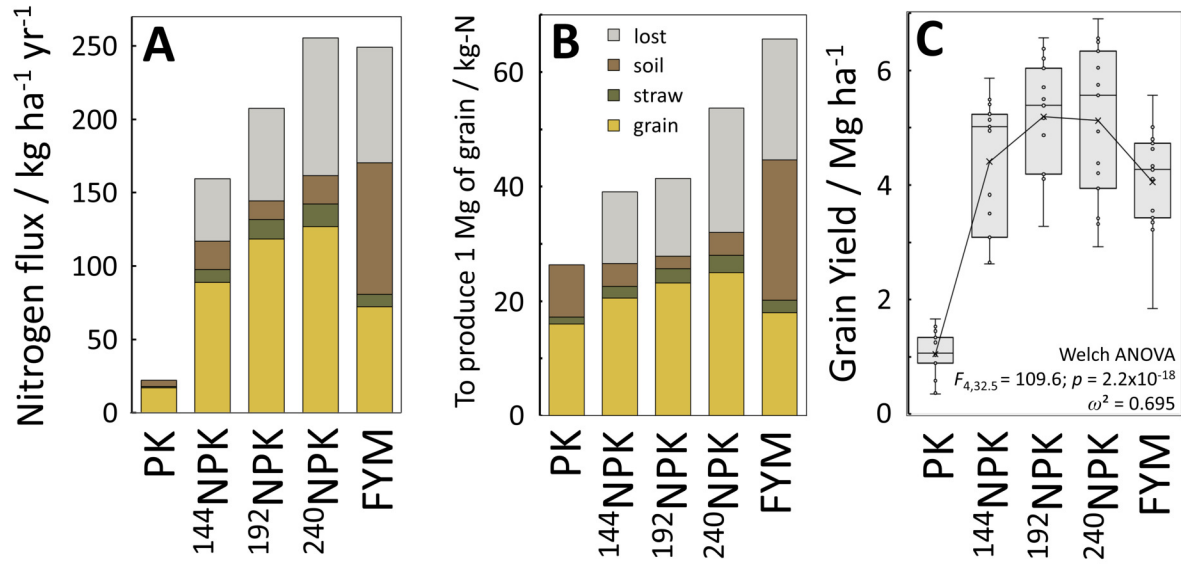 A
Nitrogen flux / kg ha⁻¹ yr⁻¹
250
200
150
100
50
0
PK
¹⁴⁴NPK
¹⁹²NPK
²⁴⁰NPK
FYM
B
To produce 1 Mg of grain / kg-N
60
40
20
0
lost
soil
straw
grain
PK
¹⁴⁴NPK
¹⁹²NPK
²⁴⁰NPK
FYM
C
Grain Yield / Mg ha⁻¹
6
4
2
0
Welch ANOVA
F4,32.5 = 109.6; p = 2.2x10⁻¹⁸
ω² = 0.695
PK
¹⁴⁴NPK
¹⁹²NPK
²⁴⁰NPK
FYM